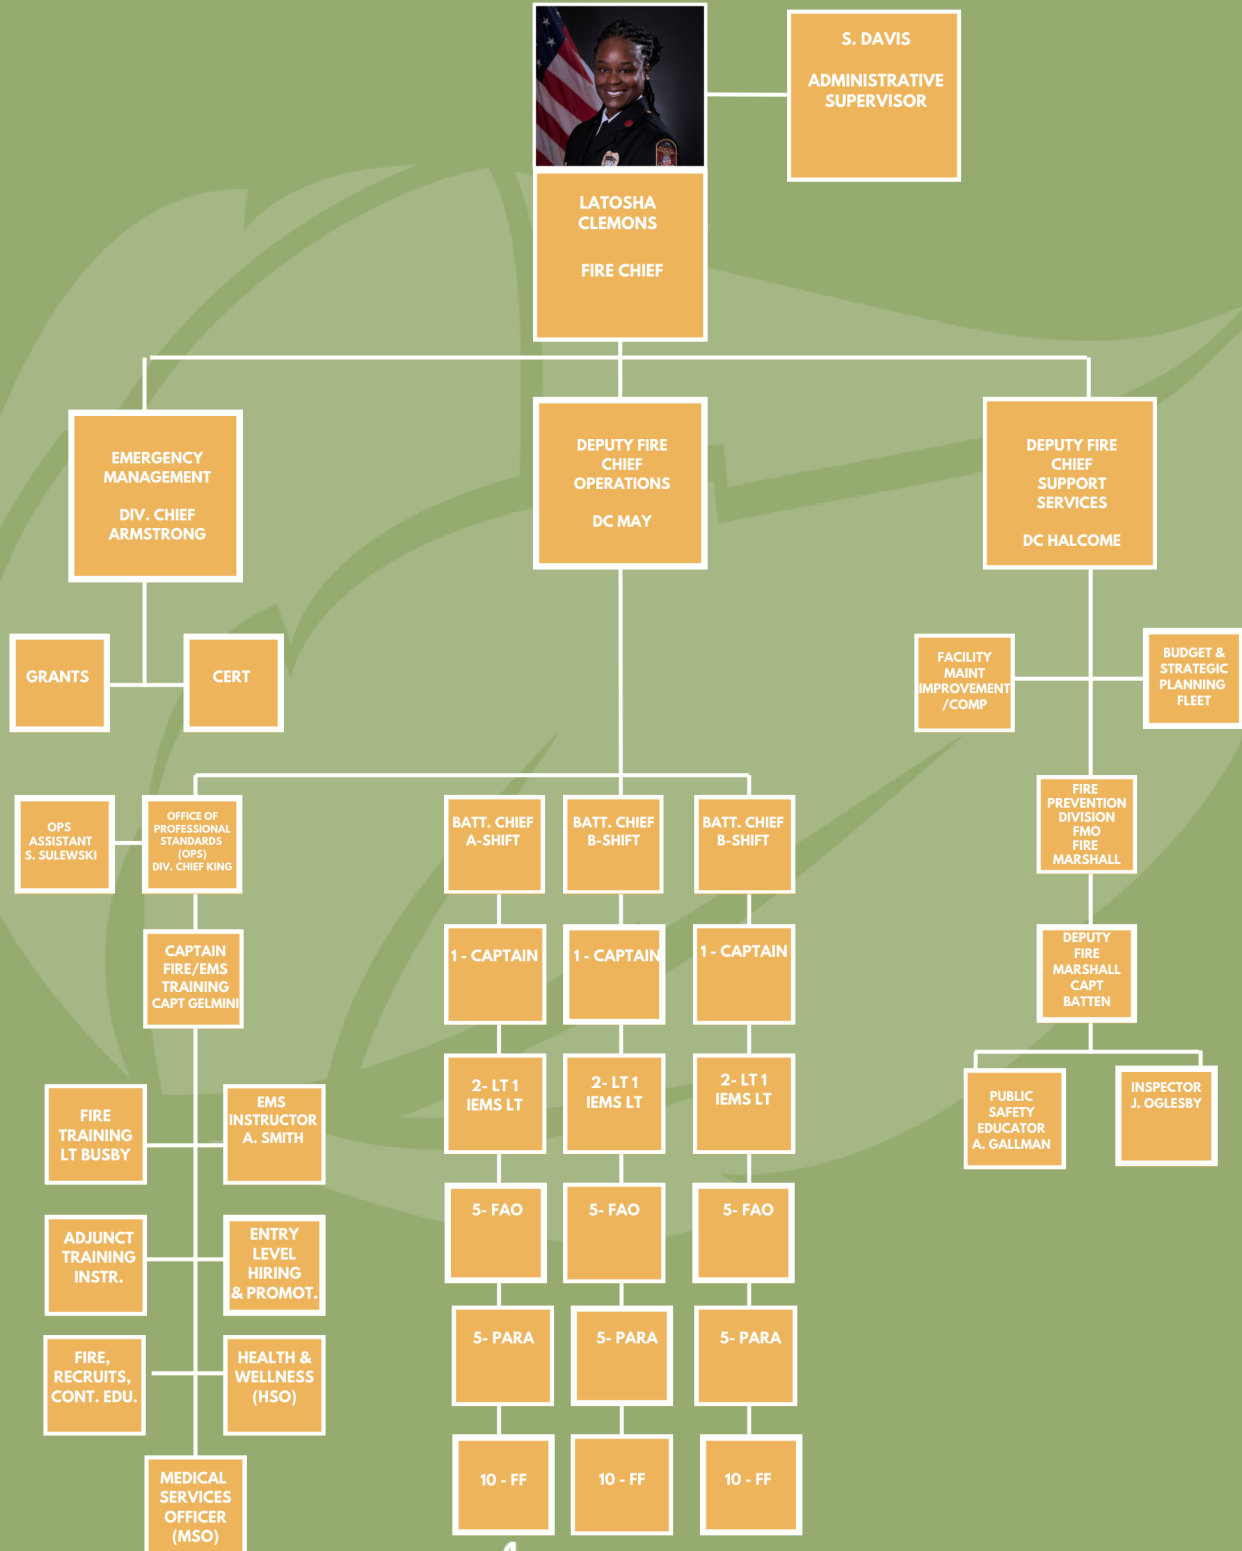 S. DAVIS
ADMINISTRATIVE
SUPERVISOR
LATOSHA
CLEMONS
FIRE CHIEF
EMERGENCY
MANAGEMENT
DIV. CHIEF
ARMSTRONG
DEPUTY FIRE
CHIEF
OPERATIONS
DC MAY
DEPUTY FIRE
CHIEF
SUPPORT
SERVICES
DC HALCOME
GRANTS
CERT
FACILITY
MAINT
IMPROVEMENT
/COMP
BUDGET &
STRATEGIC
PLANNING
FLEET
OPS
ASSISTANT
S. SULEWSKI
OFFICE OF
PROFESSIONAL
STANDARDS
(OPS)
DIV. CHIEF KING
BATT. CHIEF
A-SHIFT
BATT. CHIEF
B-SHIFT
BATT. CHIEF
B-SHIFT
FIRE
PREVENTION
DIVISION
FMO
FIRE
MARSHALL
CAPTAIN
FIRE/EMS
TRAINING
CAPT GELMINI
1 - CAPTAIN
1 - CAPTAIN
1 - CAPTAIN
DEPUTY
FIRE
MARSHALL
CAPT
BATTEN
FIRE
TRAINING
LT BUSBY
EMS
INSTRUCTOR
A. SMITH
2- LT 1
IEMS LT
2- LT 1
IEMS LT
2- LT 1
IEMS LT
PUBLIC
SAFETY
EDUCATOR
A. GALLMAN
INSPECTOR
J. OGLESBY
ADJUNCT
TRAINING
INSTR.
ENTRY
LEVEL
HIRING
& PROMOT.
5- FAO
5- FAO
5- FAO
FIRE,
RECRUITS,
CONT. EDU.
HEALTH &
WELLNESS
(HSO)
5- PARA
5- PARA
5- PARA
MEDICAL
SERVICES
OFFICER
(MSO)
10 - FF
10 - FF
10 - FF